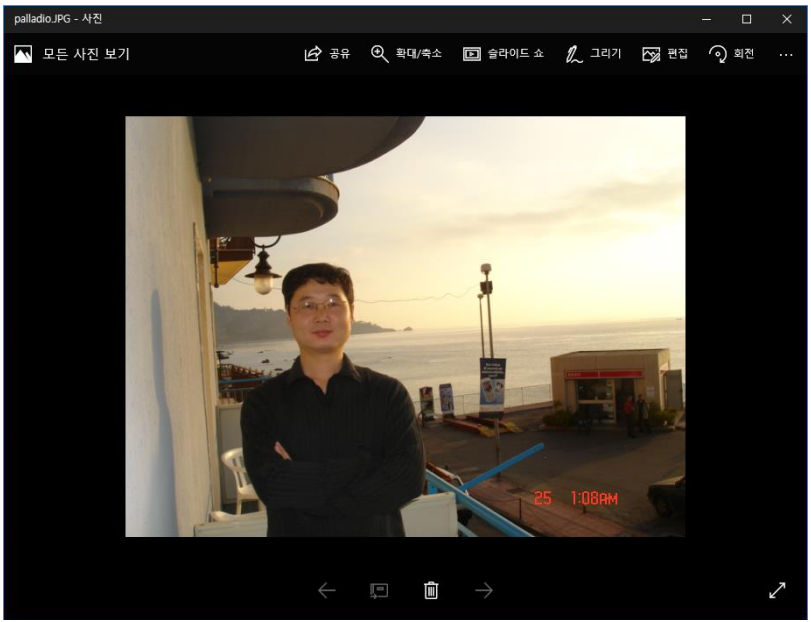 palladio.JPG - 사진
모든 사진 보기
공유
확대/축소
슬라이드 쇼
그리기
편집
회전
25 1:08AM